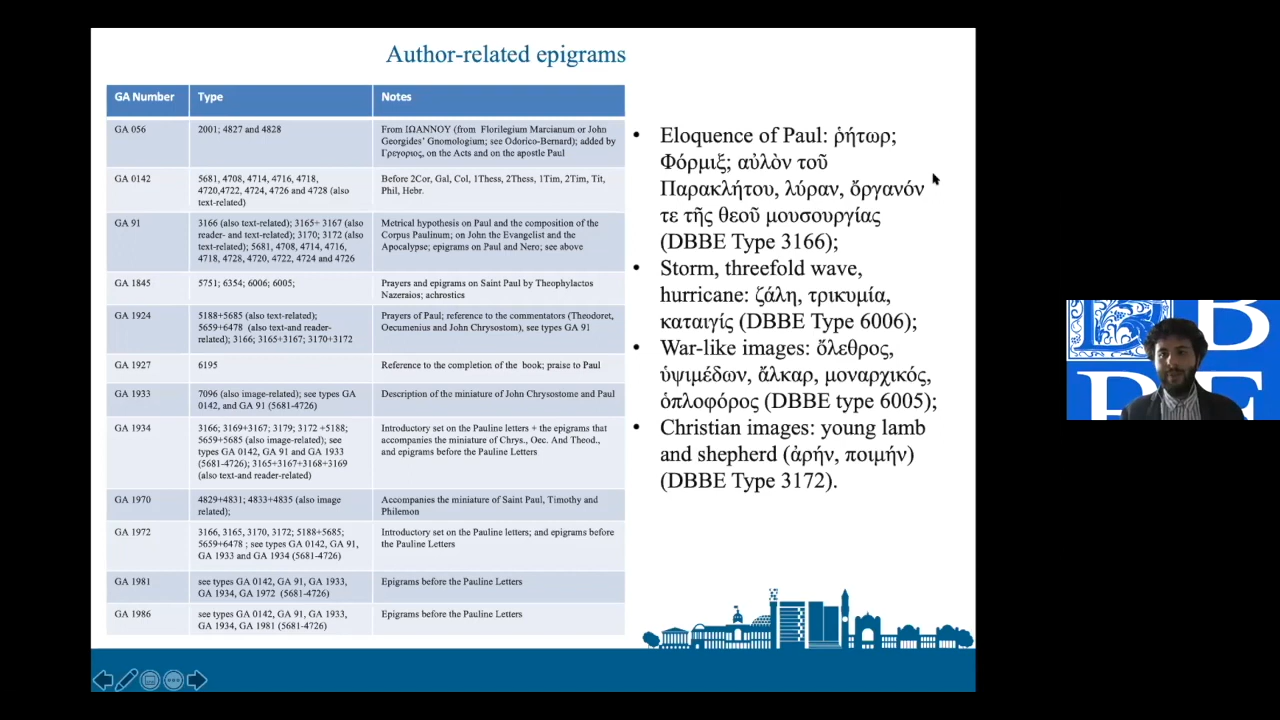 Author-related epigrams
GA Number Type Notes
GA 056 2001; 4827 and 4828 From ΙΩΑΝΝΟΥ (from Florilegium Marcianum or John
Georgides' Gnomologium; see Odorico-Bernard); added by
Γρεγοριος, on the Acts and on the apostle Paul
GA 0142 5681, 4708, 4714, 4716, 4718, Before 2Cor, Gal, Col, 1Thess, 2Thess, 1Tim, 2Tim, Tit,
4720,4722, 4724, 4726 and 4728 (also Phil, Hebr.
text-related)
GA 91 3166 (also text-related); 3165+ 3167 (also Metrical hypothesis on Paul and the composition of the
reader- and text-related); 3170; 3172 (also Corpus Paulinum; on John the Evangelist and the
text-related); 5681, 4708, 4714, 4716, Apocalypse; epigrams on Paul and Nero; see above
4718, 4728, 4720, 4722, 4724 and 4726
GA 1845 5751; 6354; 6006; 6005; Prayers and epigrams on Saint Paul by Theophylactos
Nazeraios; achrostics
GA 1924 5188+5685 (also text-related); Prayers of Paul; reference to the commentators (Theodoret,
5659+6478 (also text-and reader- Oecumenius and John Chrysostom), see types GA 91
related); 3166; 3165+3167; 3170+3172
GA 1927 6195 Reference to the completion of the book; praise to Paul
GA 1933 7096 (also image-related); see types GA Description of the miniature of John Chrysostome and Paul
0142, and GA 91 (5681-4726)
GA 1934 3166; 3169+3167; 3179; 3172 +5188; Introductory set on the Pauline letters + the epigrams that
5659+5685 (also image-related); see accompanies the miniature of Chrys., Oec. And Theod.,
types GA 0142, GA 91 and GA 1933 and epigrams before the Pauline Letters
(5681-4726); 3165+3167+3168+3169
(also text-and reader-related)
GA 1970 4829+4831; 4833+4835 (also image Accompanies the miniature of Saint Paul, Timothy and
related); Philemon
GA 1972 3166, 3165, 3170, 3172; 5188+5685; Introductory set on the Pauline letters; and epigrams before
5659+6478 ; see types GA 0142, GA 91, the Pauline Letters
GA 1933 and GA 1934 (5681-4726)
GA 1981 see types GA 0142, GA 91, GA 1933, Epigrams before the Pauline Letters
GA 1934, GA 1972 (5681-4726)
GA 1986 see types GA 0142, GA 91, GA 1933, Epigrams before the Pauline Letters
GA 1934, GA 1981 (5681-4726)
• Eloquence of Paul: ῥήτωρ;
Φόρμιξ; αὐλὸν τοῦ
Παρακλήτου, λύραν, ὄργανόν
τε τῆς θεοῦ μουσουργίας
(DBBE Type 3166);
• Storm, threefold wave,
hurricane: ζάλη, τρικυμία,
καταιγίς (DBBE Type 6006);
• War-like images: ὄλεθρος,
ὑψιμέδων, ἄλκαρ, μοναρχικός,
ὁπλοφόρος (DBBE type 6005);
• Christian images: young lamb
and shepherd (ἀρήν, ποιμήν)
(DBBE Type 3172).
D B
B E